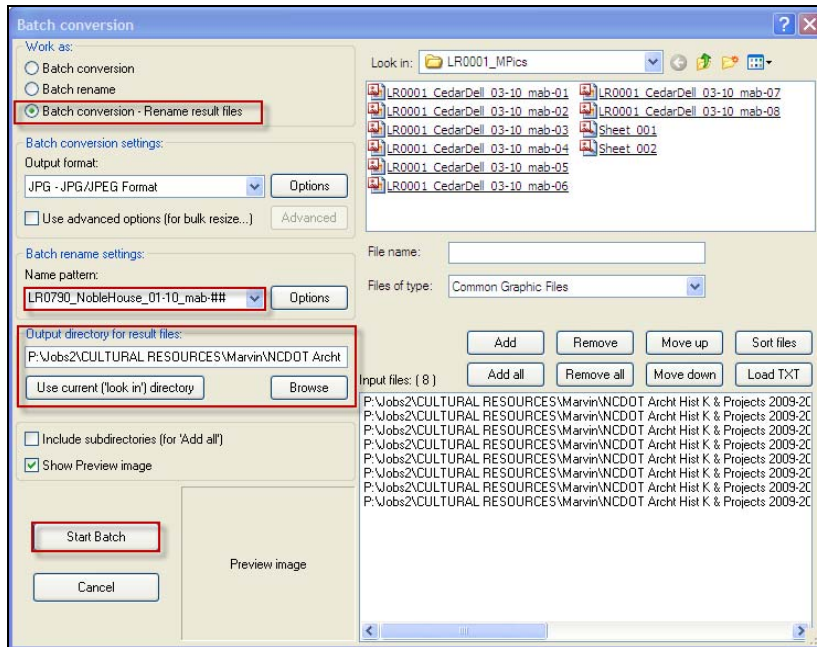 Batch conversion
Work as:
Batch conversion
Batch rename
Batch conversion - Rename result files
Batch conversion settings:
Output format:
JPG - JPG/JPEG Format
Options
Use advanced options (for bulk resize...)
Advanced
Batch rename settings:
Name pattern:
LR0790_NobleHouse_01-10_mab-##
Options
Output directory for result files:
P:\Jobs2\CULTURAL RESOURCES\Marvin\NCDOT Archt
Use current ('look in') directory
Browse
Include subdirectories (for 'Add all')
Show Preview image
Start Batch
Cancel
Preview image
Look in:
LR0001_MPics
LR0001_CedarDell_03-10_mab-01
LR0001_CedarDell_03-10_mab-02
LR0001_CedarDell_03-10_mab-03
LR0001_CedarDell_03-10_mab-04
LR0001_CedarDell_03-10_mab-05
LR0001_CedarDell_03-10_mab-06
LR0001_CedarDell_03-10_mab-07
LR0001_CedarDell_03-10_mab-08
Sheet_001
Sheet_002
File name:
Files of type:
Common Graphic Files
Add
Remove
Move up
Sort files
Input files: ( 8 )
Add all
Remove all
Move down
Load TXT
P:\Jobs2\CULTURAL RESOURCES\Marvin\NCDOT Archt Hist K & Projects 2009-20
P:\Jobs2\CULTURAL RESOURCES\Marvin\NCDOT Archt Hist K & Projects 2009-20
P:\Jobs2\CULTURAL RESOURCES\Marvin\NCDOT Archt Hist K & Projects 2009-20
P:\Jobs2\CULTURAL RESOURCES\Marvin\NCDOT Archt Hist K & Projects 2009-20
P:\Jobs2\CULTURAL RESOURCES\Marvin\NCDOT Archt Hist K & Projects 2009-20
P:\Jobs2\CULTURAL RESOURCES\Marvin\NCDOT Archt Hist K & Projects 2009-20
P:\Jobs2\CULTURAL RESOURCES\Marvin\NCDOT Archt Hist K & Projects 2009-20
P:\Jobs2\CULTURAL RESOURCES\Marvin\NCDOT Archt Hist K & Projects 2009-20